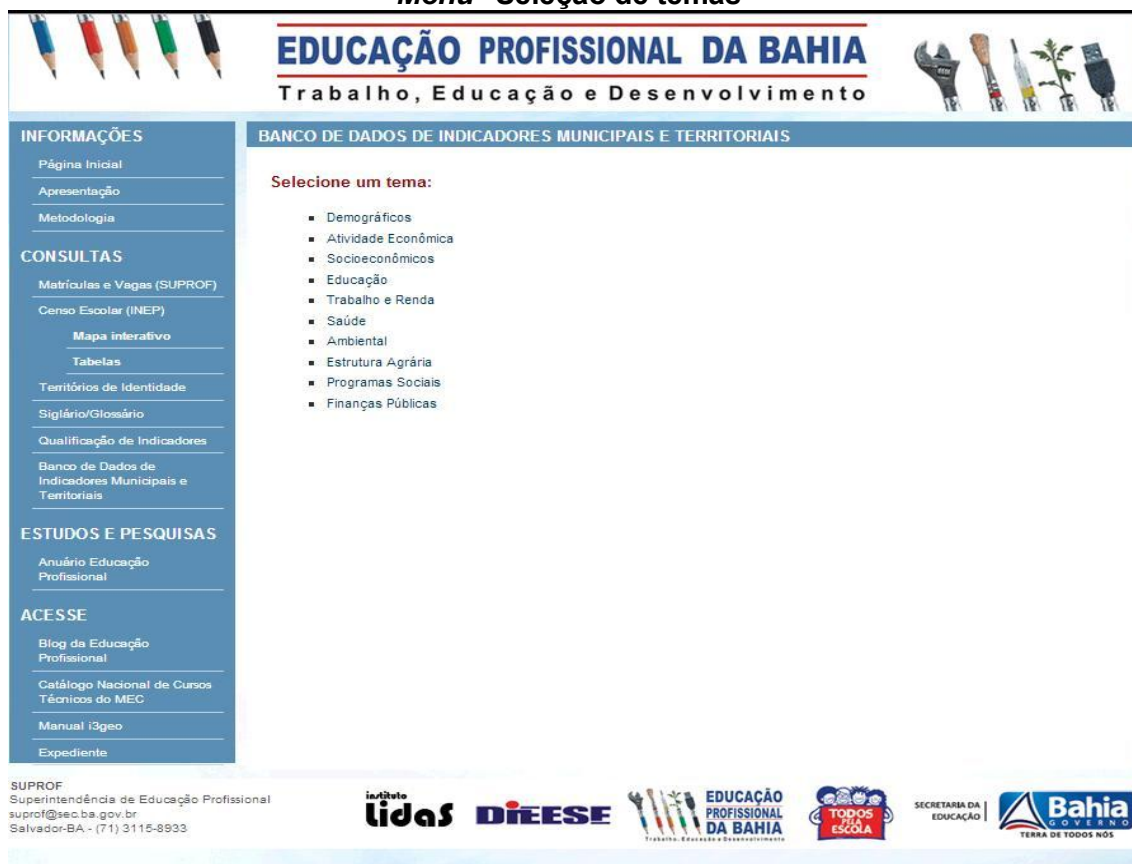 Menu Seleção de temas
EDUCAÇÃO PROFISSIONAL DA BAHIA
Trabalho, Educação e Desenvolvimento
INFORMAÇÕES
Página Inicial
Apresentação
Metodologia
CONSULTAS
Matrículas e Vagas (SUPROF)
Censo Escolar (INEP)
Mapa interativo
Tabelas
Territórios de Identidade
Siglário/Glossário
Qualificação de Indicadores
Banco de Dados de
Indicadores Municipais e
Territoriais
ESTUDOS E PESQUISAS
Anuário Educação
Profissional
ACESSE
Blog da Educação
Profissional
Catálogo Nacional de Cursos
Técnicos do MEC
Manual i3geo
Expediente
BANCO DE DADOS DE INDICADORES MUNICIPAIS E TERRITORIAIS
Selecione um tema:
Demográficos
Atividade Econômica
Socioeconômicos
Educação
Trabalho e Renda
Saúde
Ambiental
Estrutura Agrária
Programas Sociais
Finanças Públicas
SUPROF
Superintendência de Educação Profissional
suprof@sec.ba.gov.br
Salvador-BA - (71) 3115-8933
instituto
Lidas
DIEESE
EDUCAÇÃO
PROFISSIONAL
DA BAHIA
Trabalho, Educação e Desenvolvimento
TODOS
PELA
ESCOLA
SECRETARIA DA
EDUCAÇÃO
Bahia
GOVERNO
TERRA DE TODOS NÓS